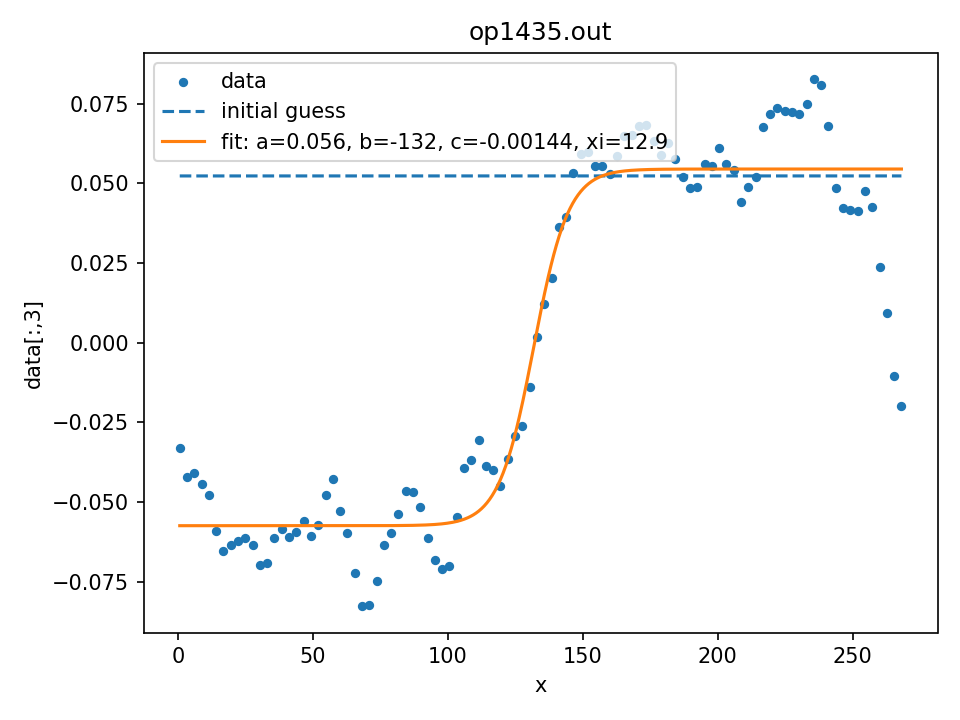 op1435.out
data
initial guess
fit: a=0.056, b=-132, c=-0.00144, xi=12.9
0.075
0.050
0.025
0.000
−0.025
−0.050
−0.075
data[:,3]
0 50 100 150 200 250
x